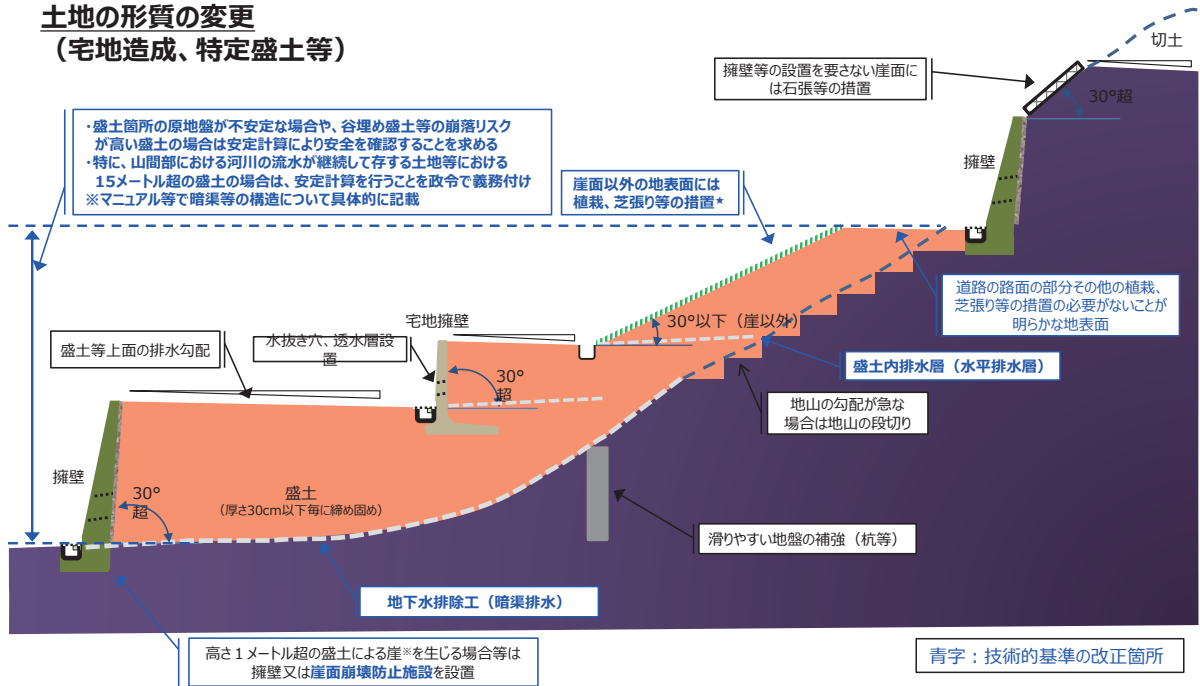 土地の形質の変更
（宅地造成、特定盛土等）
切土
擁壁等の設置を要さない崖面に
は石張等の措置
30°超
・盛土箇所の原地盤が不安定な場合や、谷埋め盛土等の崩落リスク
が高い盛土の場合は安定計算により安全を確認することを求める
・特に、山間部における河川の流水が継続して存する土地等における
15メートル超の盛土の場合は、安定計算を行うことを政令で義務付け
※マニュアル等で暗渠等の構造について具体的に記載
擁壁
崖面以外の地表面には
植栽、芝張り等の措置★
道路の路面の部分その他の植栽、
芝張り等の措置の必要がないことが
明らかな地表面
宅地擁壁
30°以下（崖以外）
水抜き穴、透水層設
置
盛土等上面の排水勾配
盛土内排水層（水平排水層）
30°
超
地山の勾配が急な
場合は地山の段切り
擁壁
30°
超
盛土
（厚さ30cm以下毎に締め固め）
滑りやすい地盤の補強（杭等）
地下水排除工（暗渠排水）
高さ１メートル超の盛土による崖※を生じる場合等は
擁壁又は崖面崩壊防止施設を設置
青字：技術的基準の改正箇所